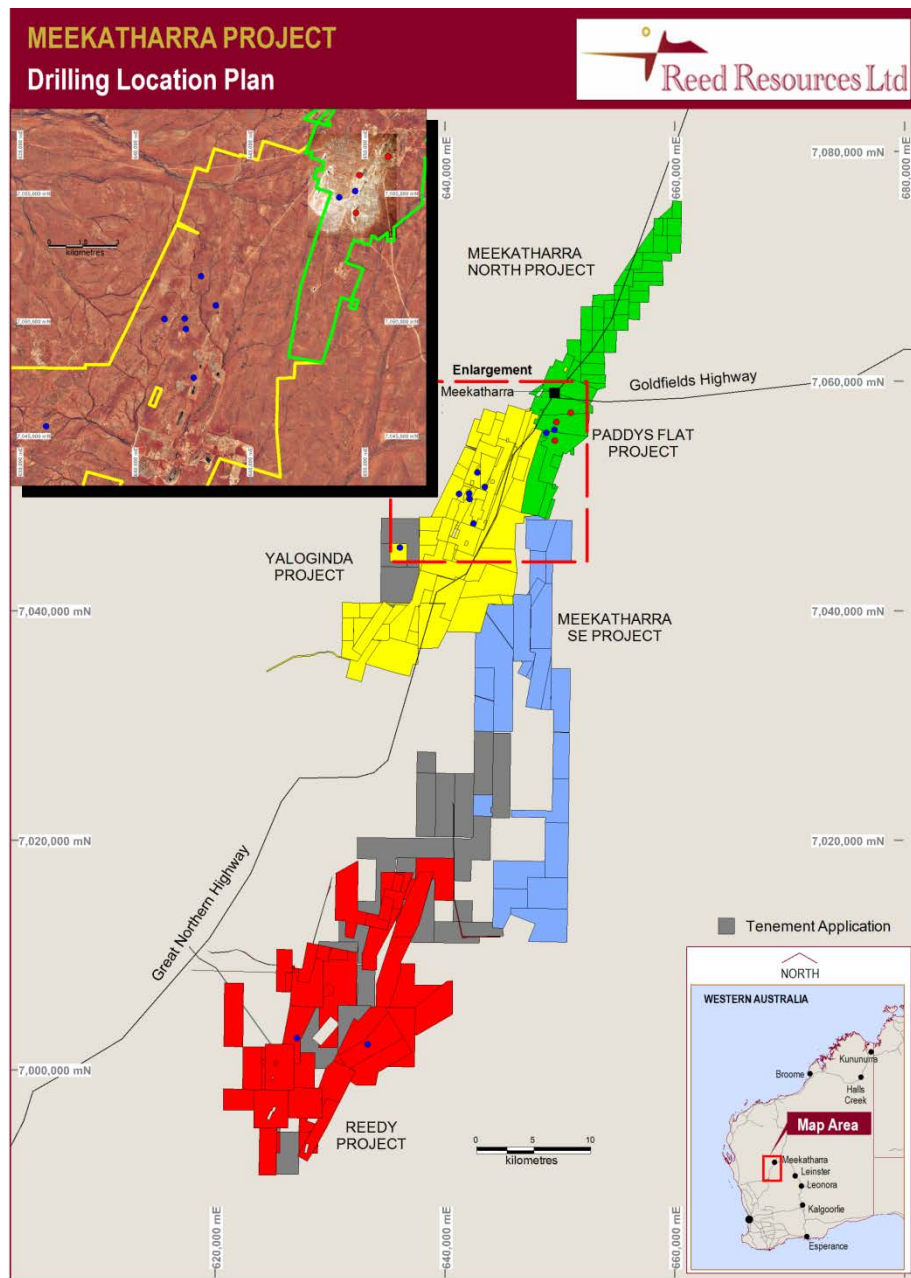 MEEKATHARRA PROJECT
Drilling Location Plan
Reed Resources Ltd
640,000 mE
660,000 mE
7,080,000 mN
7,080,000 mN
kilometres
MEEKATHARRA
NORTH PROJECT
Enlargement
Meekatharra
Goldfields Highway
7,060,000 mN
PADDYS FLAT
PROJECT
YALOGINDA
PROJECT
7,040,000 mN
7,040,000 mN
MEEKATHARRA
SE PROJECT
7,020,000 mN
7,020,000 mN
Great Northern Highway
Tenement Application
7,000,000 mN
REEDY
PROJECT
0 5 10
kilometres
620,000 mE
640,000 mE
660,000 mE
NORTH
WESTERN AUSTRALIA
Kununurra
Broome
Halls
Creek
Map Area
Meekatharra
Leinster
Leonora
Kalgoorlie
Esperance